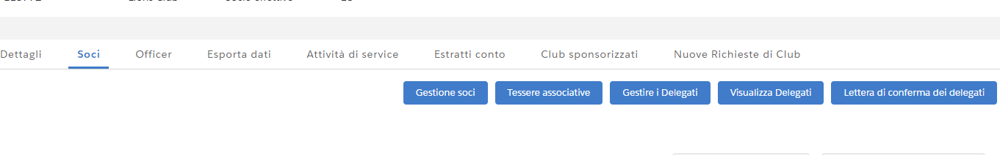 Dettagli Soci Officer Esporta dati Attività di service Estratti conto Club sponsorizzati Nuove Richieste di Club
Gestione soci Tessere associative Gestire i Delegati Visualizza Delegati Lettera di conferma dei delegati